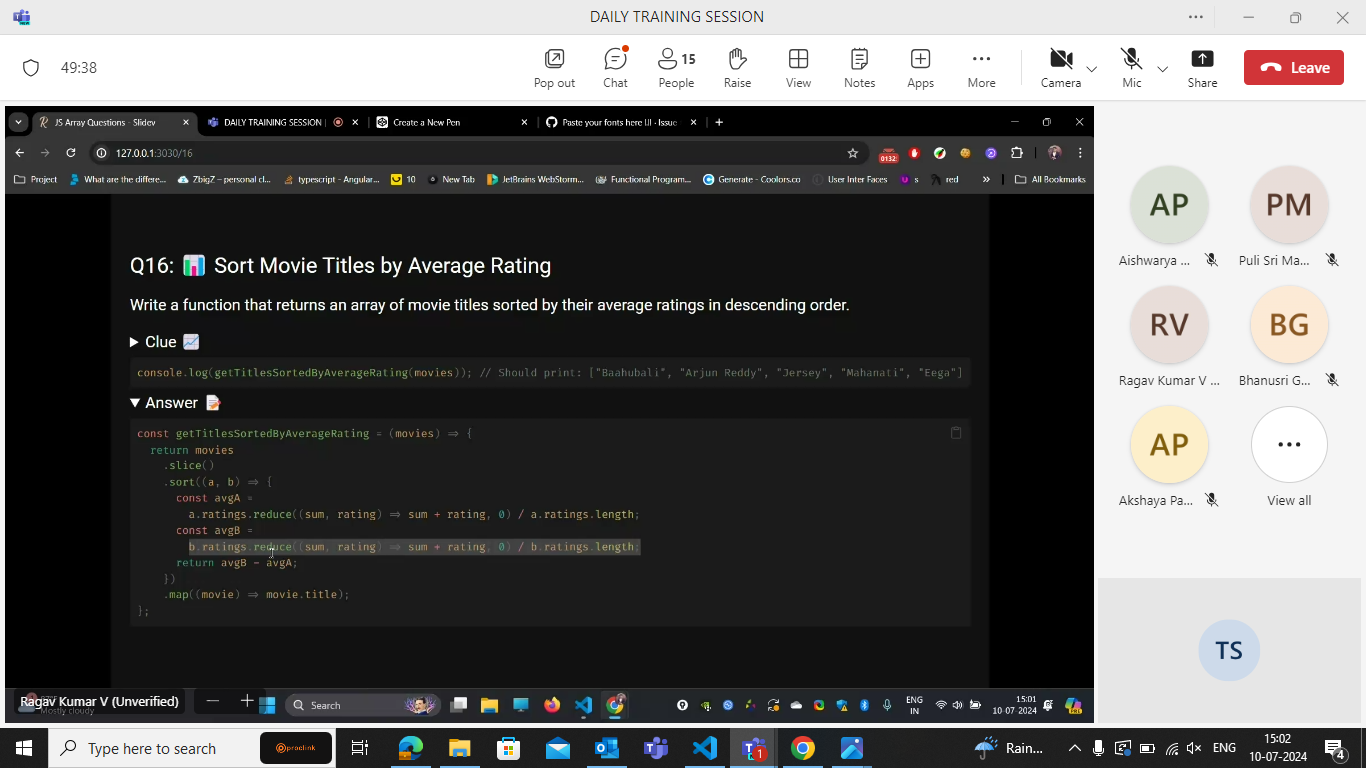 DAILY TRAINING SESSION
49:38
Pop out
Chat
15
People
Raise
View
Notes
Apps
More
Camera
Mic
Share
Leave
JS Array Questions - Slidev
DAILY TRAINING SESSION |
Create a New Pen
Paste your fonts here !!! · Issue
127.0.0.1:3030/16
0132
Project
What are the differe...
ZbigZ – personal cl...
typescript - Angular...
10
New Tab
JetBrains WebStorm...
Functional Program...
Generate - Coolors.co
User Inter Faces
s
red
»
All Bookmarks
Q16: 📊 Sort Movie Titles by Average Rating
Write a function that returns an array of movie titles sorted by their average ratings in descending order.
▶ Clue 📈
console.log(getTitlesSortedByAverageRating(movies)); // Should print: ["Baahubali", "Arjun Reddy", "Jersey", "Mahanati", "Eega"]
▼ Answer 📝
const getTitlesSortedByAverageRating = (movies) ⇒ {
return movies
.slice()
.sort((a, b) ⇒ {
const avgA =
a.ratings.reduce((sum, rating) ⇒ sum + rating, 0) / a.ratings.length;
const avgB =
b.ratings.reduce((sum, rating) ⇒ sum + rating, 0) / b.ratings.length;
return avgB - avgA;
})
.map((movie) ⇒ movie.title);
};
AP
Aishwarya ...
PM
Puli Sri Ma...
RV
Ragav Kumar V ...
BG
Bhanusri G...
AP
Akshaya Pa...
View all
TS
Ragav Kumar V (Unverified)
Mostly cloudy
Search
ENG
IN
15:01
10-07-2024
Type here to search
proclink
1
Rain...
ENG
15:02
10-07-2024
4